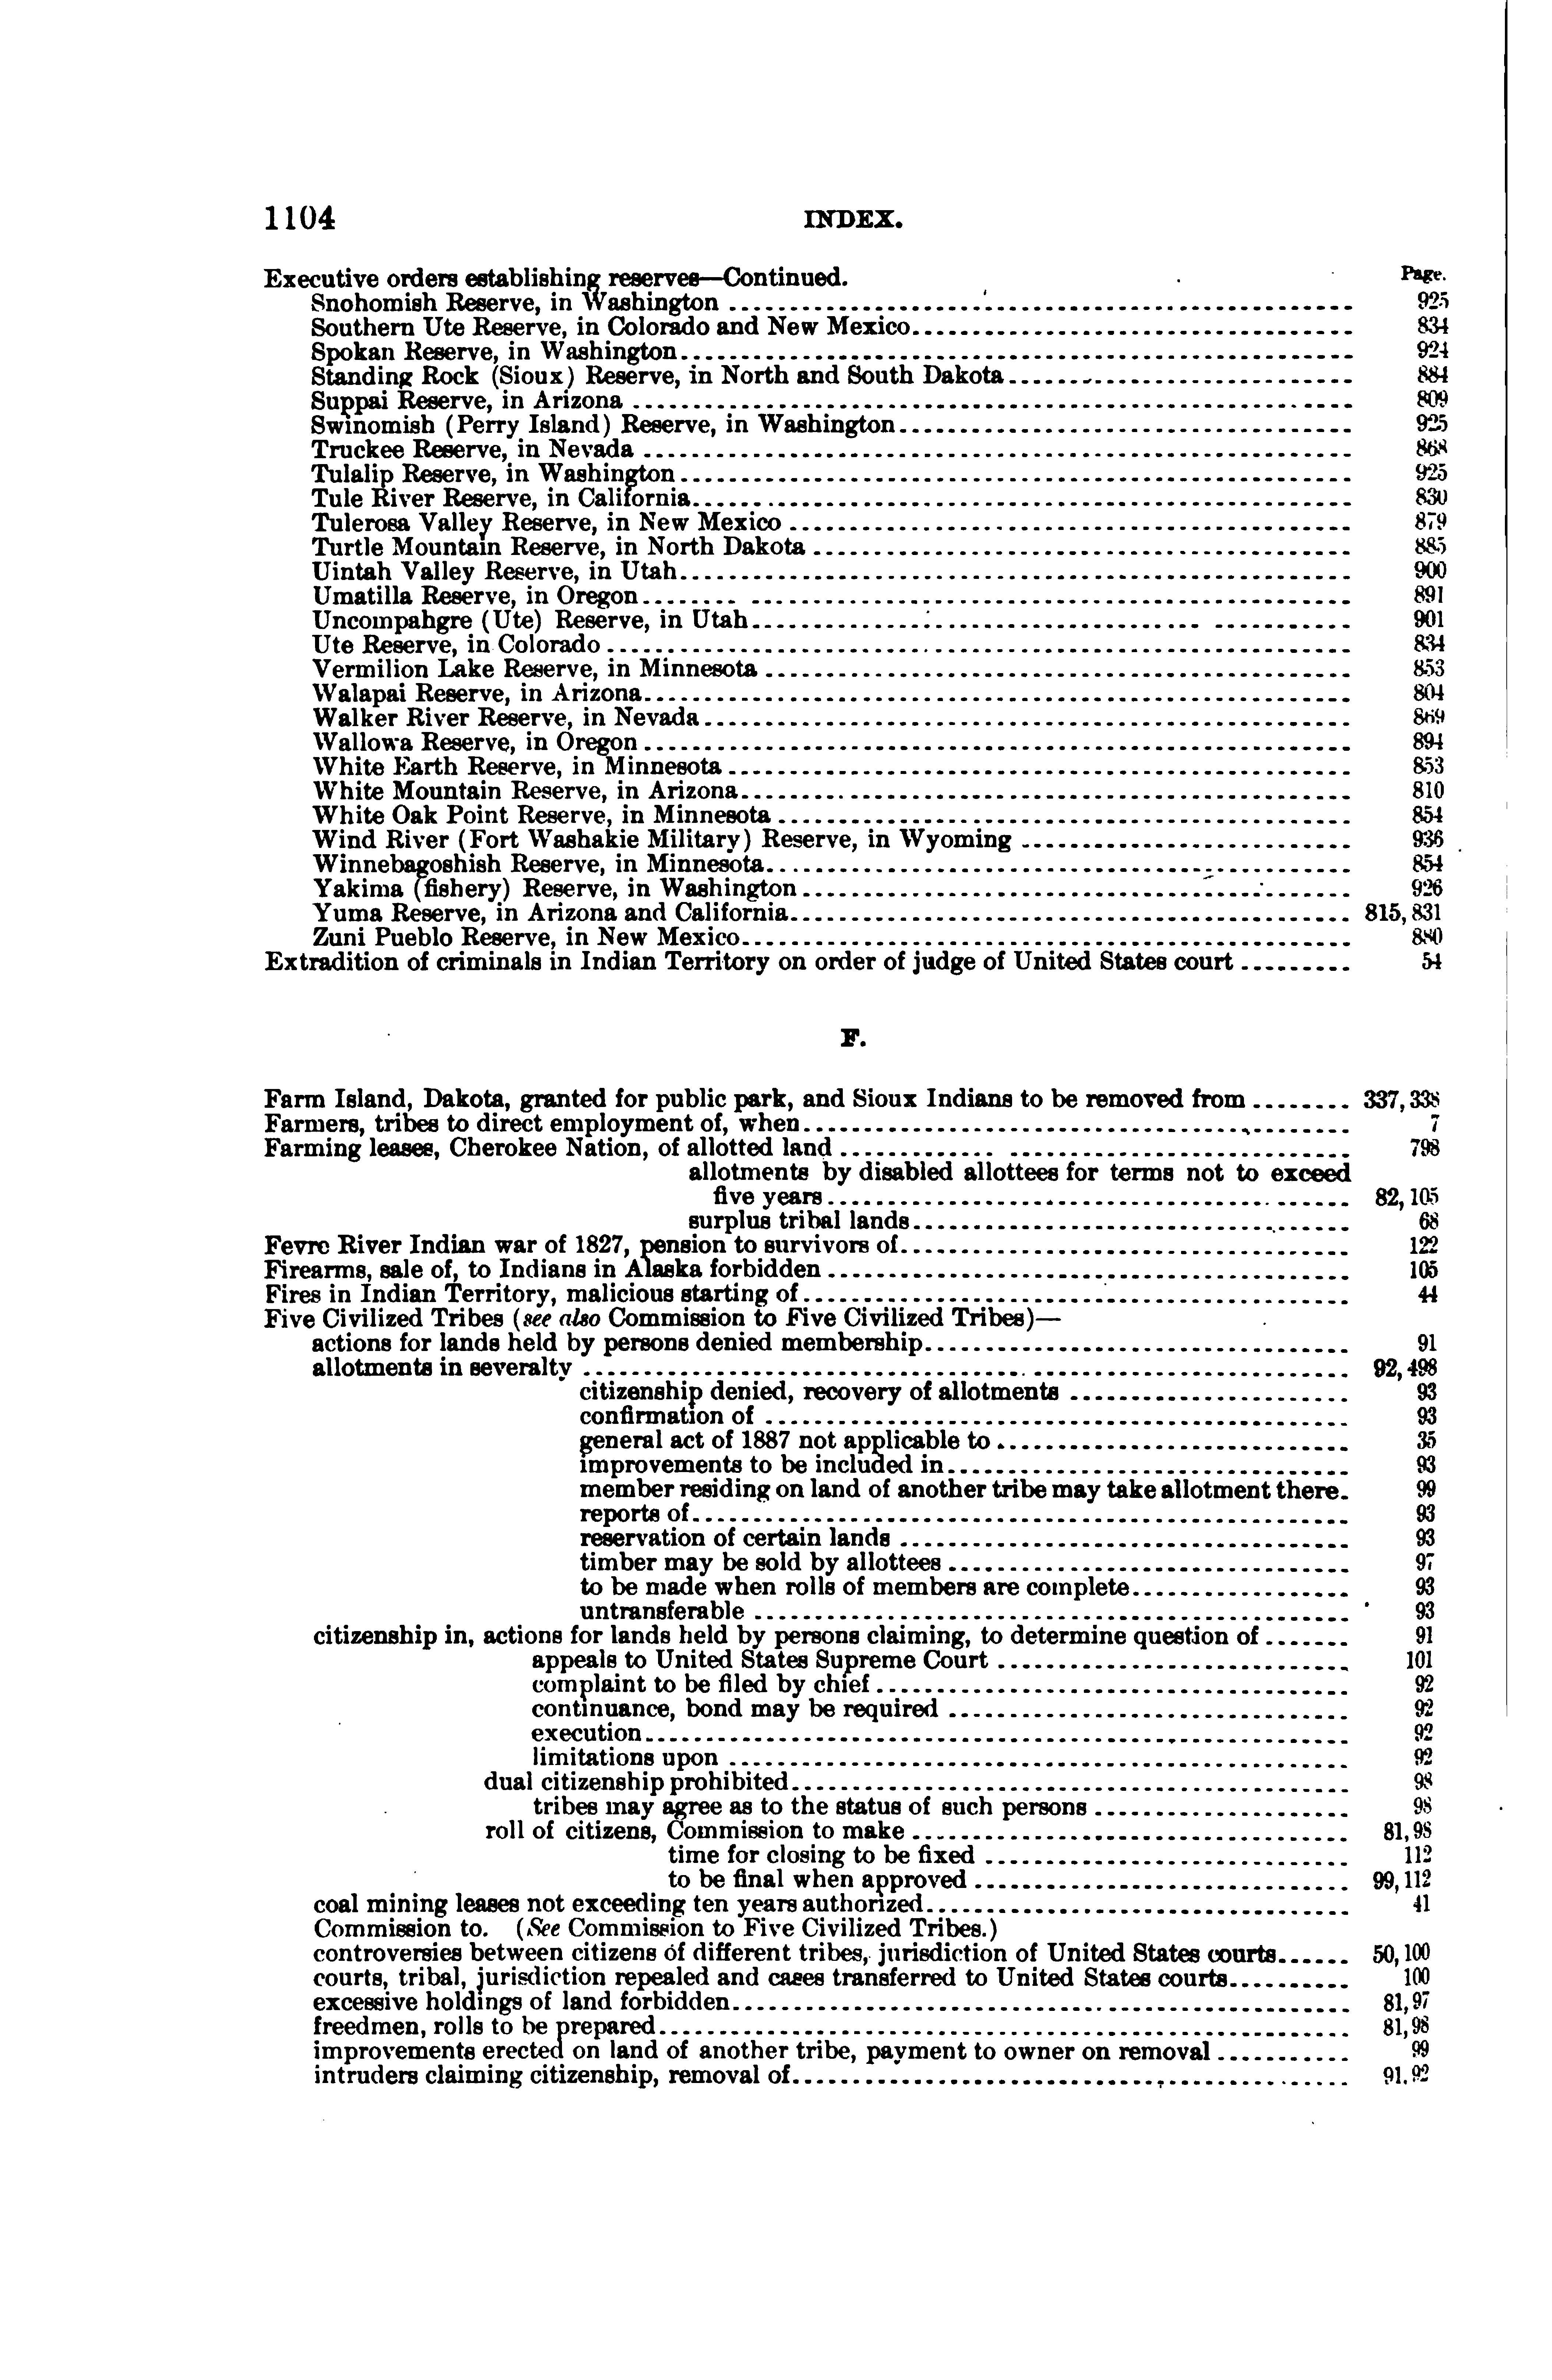 1104 INDEX.
Executive orders establishing reserves—Continued. Page.
Snohomish Reserve, in Washington 925
Southern Ute Reserve, in Colorado and New Mexico 834
Spokan Reserve, in Washington 924
Standing Rock (Sioux) Reserve, in North and South Dakota 884
Suppai Reserve, in Arizona 809
Swinomish (Perry Island) Reserve, in Washington 925
Truckee Reserve, in Nevada 868
Tulalip Reserve, in Washington 925
Tule River Reserve, in California 830
Tulerosa Valley Reserve, in New Mexico 879
Turtle Mountain Reserve, in North Dakota 885
Uintah Valley Reserve, in Utah 900
Umatilla Reserve, in Oregon 891
Uncompahgre (Ute) Reserve, in Utah 901
Ute Reserve, in Colorado 834
Vermilion Lake Reserve, in Minnesota 853
Walapai Reserve, in Arizona 804
Walker River Reserve, in Nevada 869
Wallowa Reserve, in Oregon 894
White Earth Reserve, in Minnesota 853
White Mountain Reserve, in Arizona 810
White Oak Point Reserve, in Minnesota 854
Wind River (Fort Washakie Military) Reserve, in Wyoming 936
Winnebagoshish Reserve, in Minnesota 854
Yakima (fishery) Reserve, in Washington 926
Yuma Reserve, in Arizona and California 815, 831
Zuni Pueblo Reserve, in New Mexico 880
Extradition of criminals in Indian Territory on order of judge of United States court 54
F.
Farm Island, Dakota, granted for public park, and Sioux Indians to be removed from 337, 338
Farmers, tribes to direct employment of, when 7
Farming leases, Cherokee Nation, of allotted land 798
allotments by disabled allottees for terms not to exceed
five years 82, 105
surplus tribal lands 68
Fevre River Indian war of 1827, pension to survivors of 122
Firearms, sale of, to Indians in Alaska forbidden 105
Fires in Indian Territory, malicious starting of 44
Five Civilized Tribes (see also Commission to Five Civilized Tribes)—
actions for lands held by persons denied membership 91
allotments in severalty 92, 498
citizenship denied, recovery of allotments 93
confirmation of 93
general act of 1887 not applicable to 35
improvements to be included in 93
member residing on land of another tribe may take allotment there. 99
reports of 93
reservation of certain lands 93
timber may be sold by allottees 97
to be made when rolls of members are complete 93
untransferable 93
citizenship in, actions for lands held by persons claiming, to determine question of 91
appeals to United States Supreme Court 101
complaint to be filed by chief 92
continuance, bond may be required 92
execution 92
limitations upon 92
dual citizenship prohibited 98
tribes may agree as to the status of such persons 98
roll of citizens, Commission to make 81, 98
time for closing to be fixed 112
to be final when approved 99, 112
coal mining leases not exceeding ten years authorized 41
Commission to. (See Commission to Five Civilized Tribes.)
controversies between citizens of different tribes, jurisdiction of United States courts 50, 100
courts, tribal, jurisdiction repealed and cases transferred to United States courts 100
excessive holdings of land forbidden 81, 97
freedmen, rolls to be prepared 81, 98
improvements erected on land of another tribe, payment to owner on removal 99
intruders claiming citizenship, removal of 91, 92